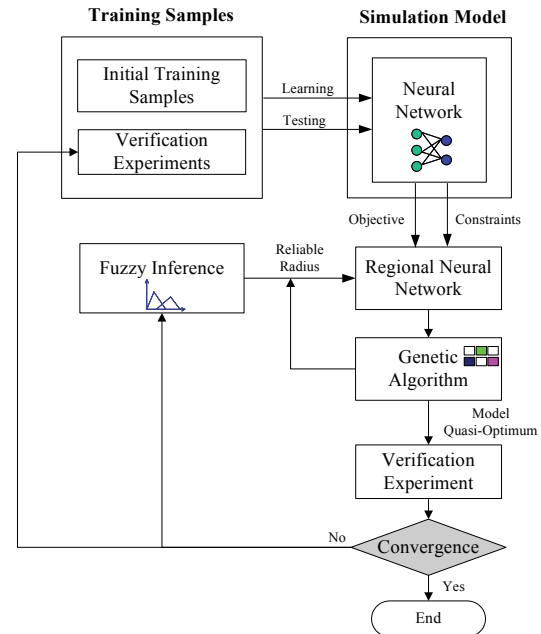 Training Samples
Simulation Model
Initial Training
Samples
Verification
Experiments
Learning
Testing
Neural
Network
Objective
Constraints
Fuzzy Inference
Reliable
Radius
Regional Neural
Network
Genetic
Algorithm
Model
Quasi-Optimum
Verification
Experiment
No
Convergence
Yes
End